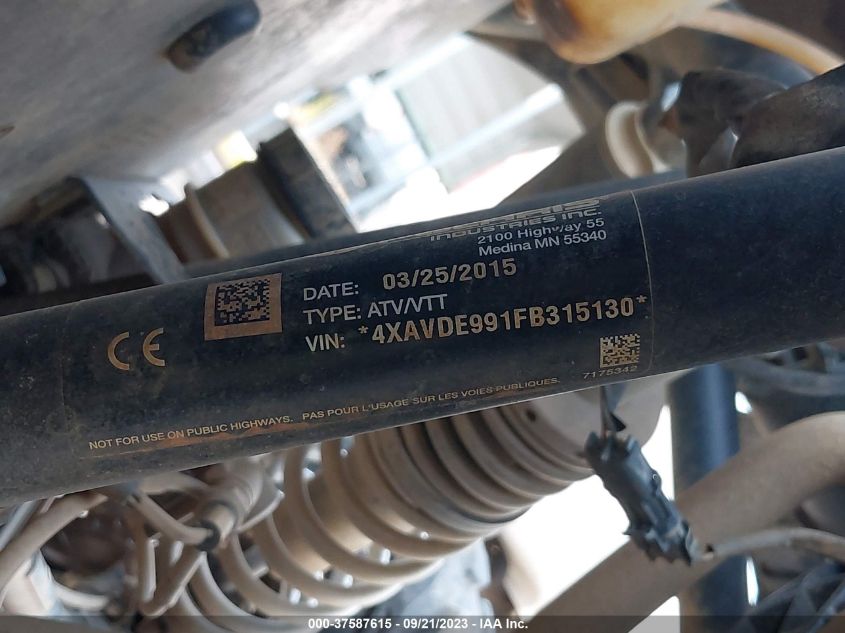 INDUSTRIES INC.
2100 Highway 55
Medina MN 55340
DATE: 03/25/2015
TYPE: ATV/VTT
VIN: *4XAVDE991FB315130*
CE
7175342
NOT FOR USE ON PUBLIC HIGHWAYS. PAS POUR L'USAGE SUR LES VOIES PUBLIQUES.
000-37587615 - 09/21/2023 - IAA Inc.